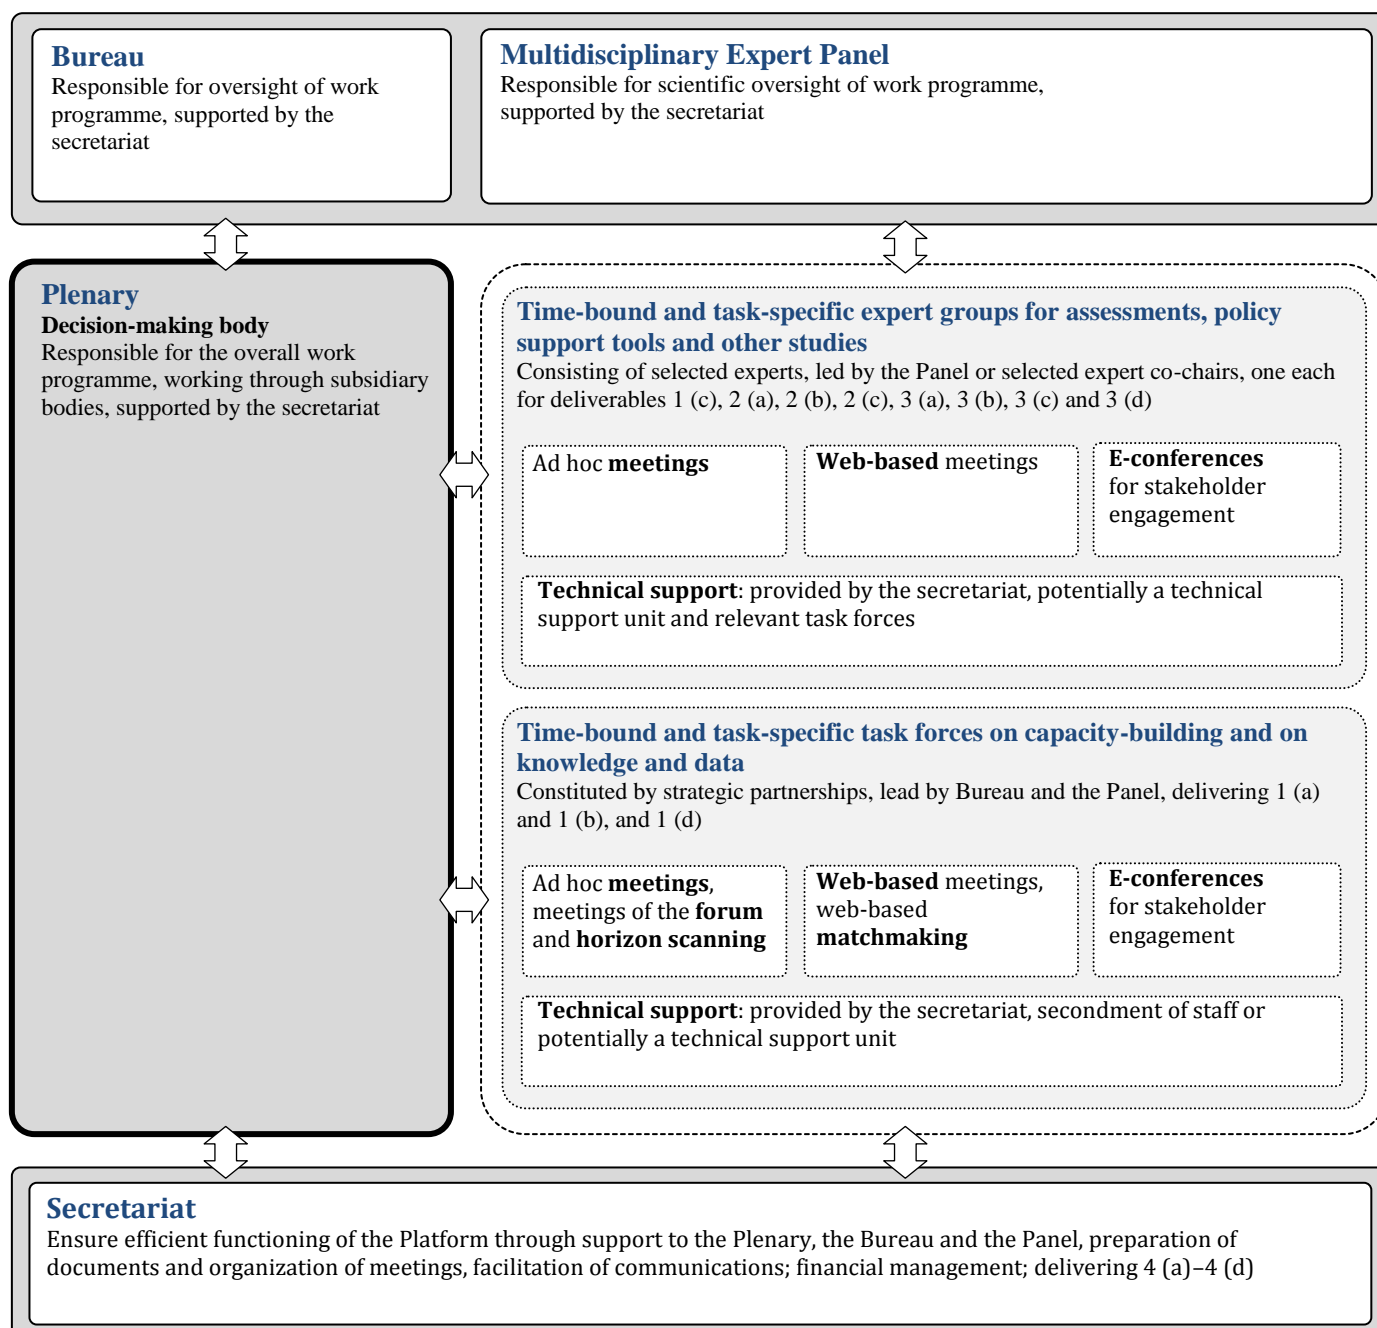 Bureau
Responsible for oversight of work
programme, supported by the
secretariat
Multidisciplinary Expert Panel
Responsible for scientific oversight of work programme,
supported by the secretariat
Plenary
Decision-making body
Responsible for the overall work
programme, working through subsidiary
bodies, supported by the secretariat
Time-bound and task-specific expert groups for assessments, policy
support tools and other studies
Consisting of selected experts, led by the Panel or selected expert co-chairs, one each
for deliverables 1 (c), 2 (a), 2 (b), 2 (c), 3 (a), 3 (b), 3 (c) and 3 (d)
Ad hoc meetings
Web-based meetings
E-conferences
for stakeholder
engagement
Technical support: provided by the secretariat, potentially a technical
support unit and relevant task forces
Time-bound and task-specific task forces on capacity-building and on
knowledge and data
Constituted by strategic partnerships, lead by Bureau and the Panel, delivering 1 (a)
and 1 (b), and 1 (d)
Ad hoc meetings,
meetings of the forum
and horizon scanning
Web-based meetings,
web-based
matchmaking
E-conferences
for stakeholder
engagement
Technical support: provided by the secretariat, secondment of staff or
potentially a technical support unit
Secretariat
Ensure efficient functioning of the Platform through support to the Plenary, the Bureau and the Panel, preparation of
documents and organization of meetings, facilitation of communications; financial management; delivering 4 (a)–4 (d)